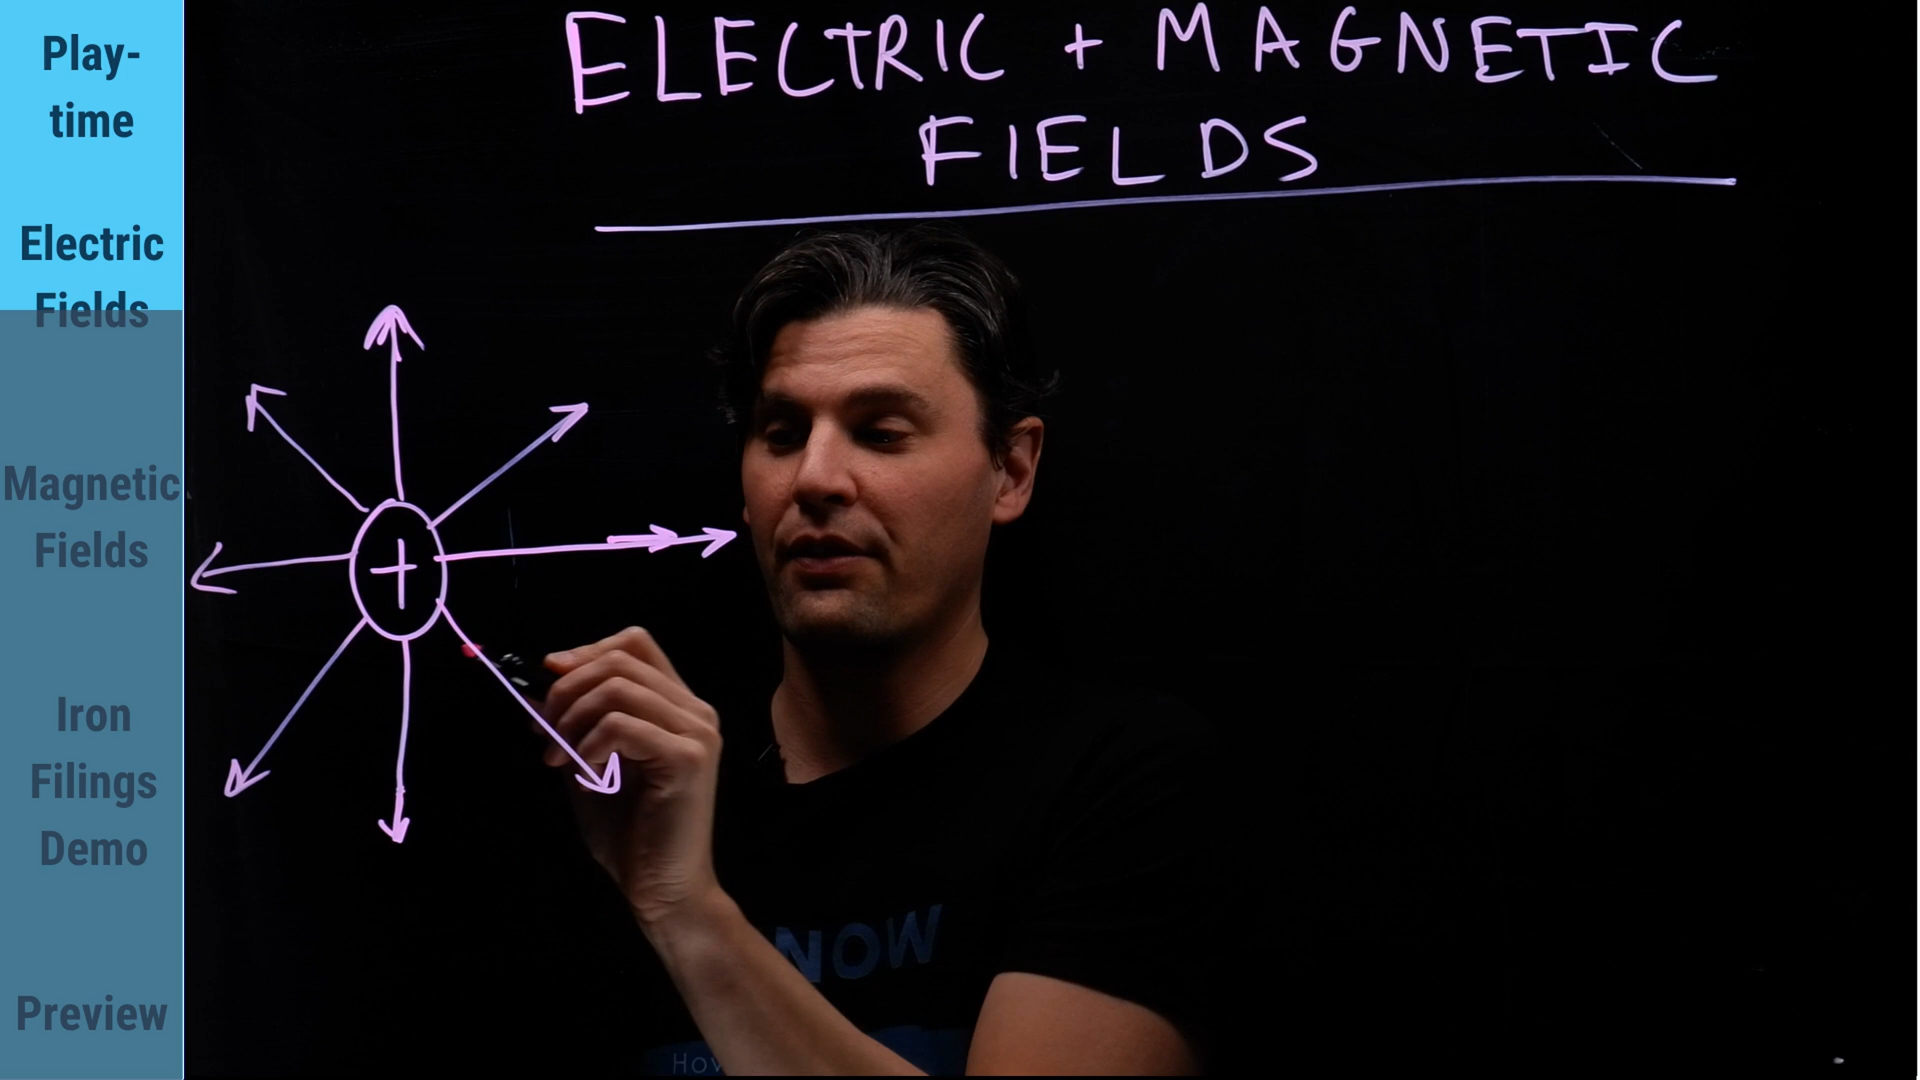 Play-
time
Electric
Fields
Magnetic
Fields
Iron
Filings
Demo
Preview
ELECTRIC + MAGNETIC
FIELDS
+
NOW